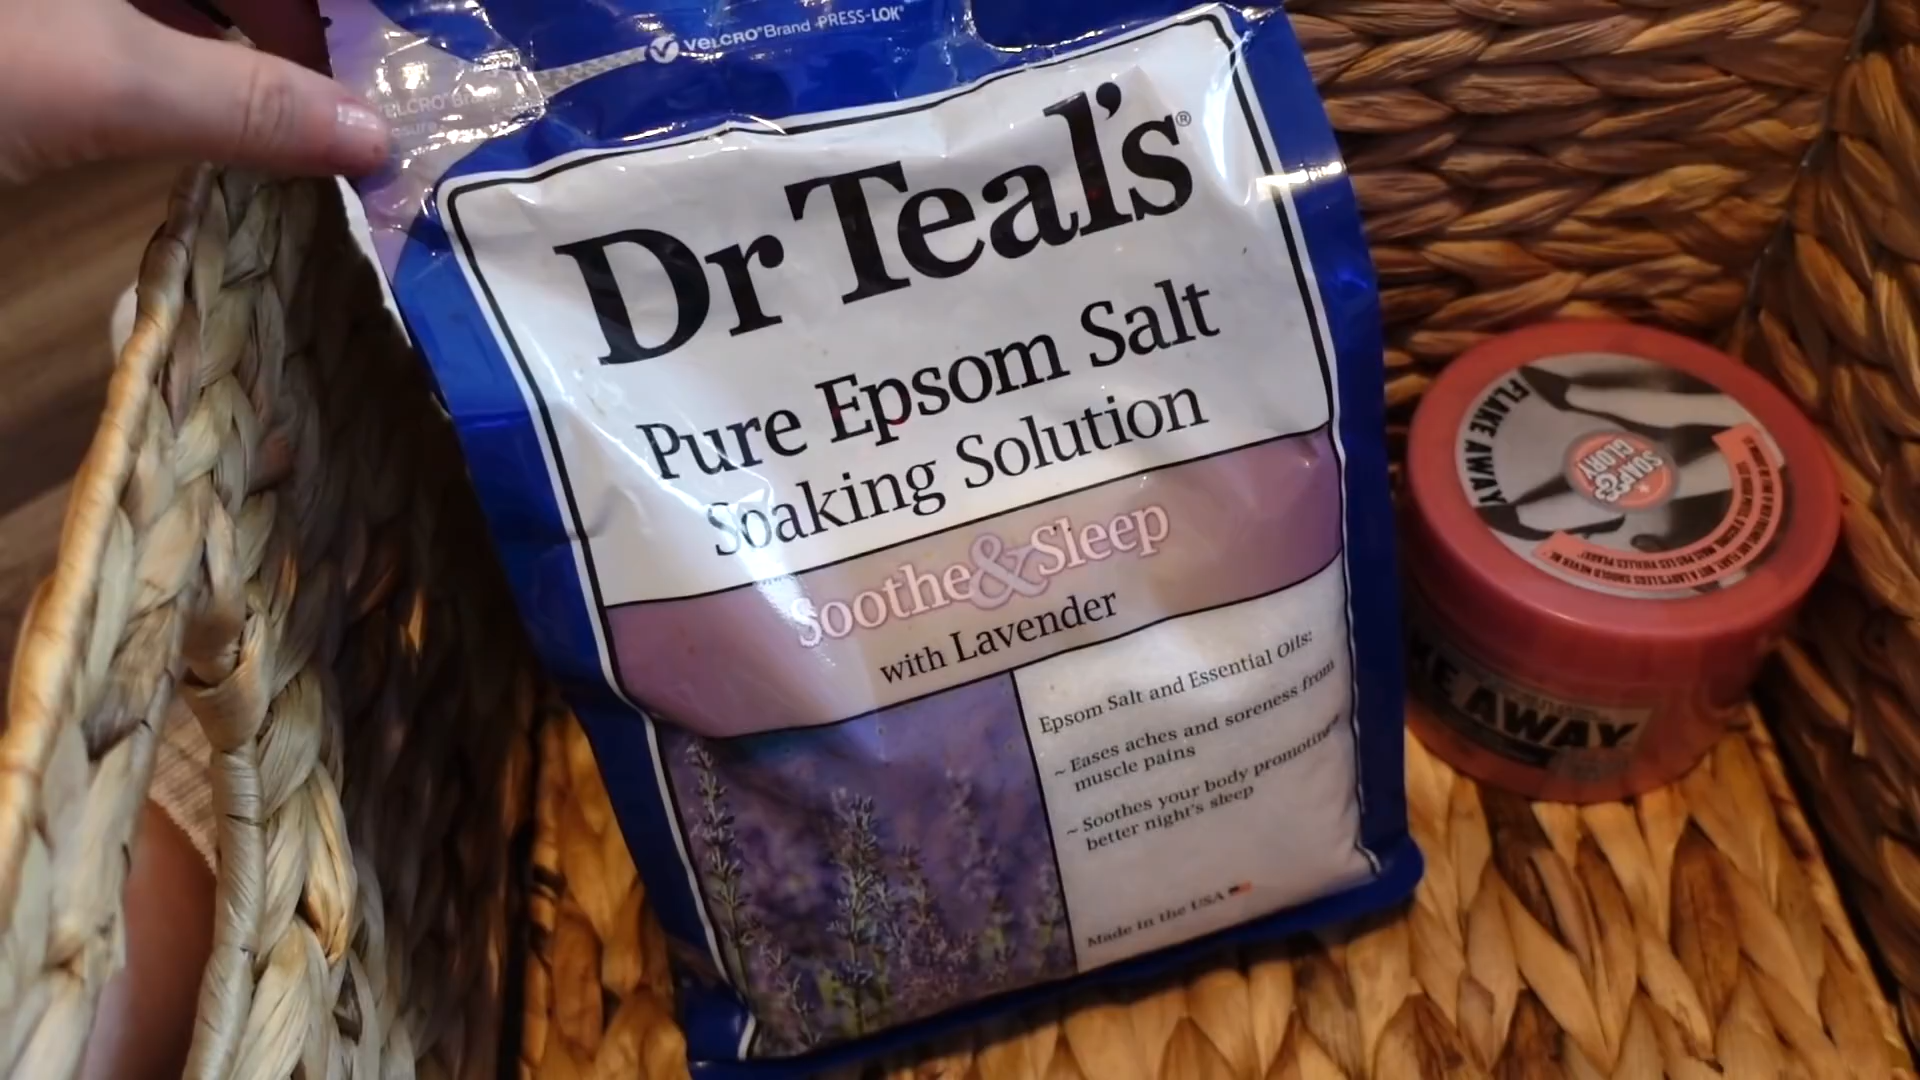 VELCRO® Brand PRESS-LOK®
VELCRO® Brand
Dr Teal's®
Pure Epsom Salt
Soaking Solution
Soothe & Sleep
with Lavender
Epsom Salt and Essential Oils:
~ Eases aches and soreness from
muscle pains
~ Soothes your body promoting
better night's sleep
Made in the USA
FLAKE AWAY
SOAP &
GLORY
AWAY